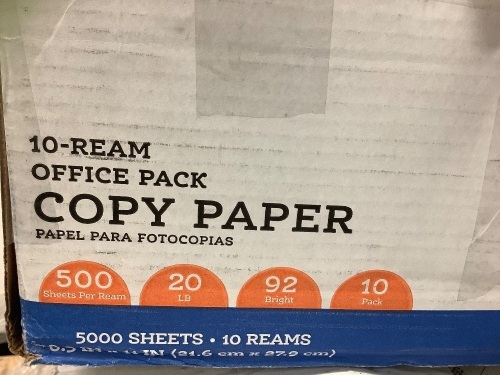 10-REAM
OFFICE PACK
COPY PAPER
PAPEL PARA FOTOCOPIAS
500 20 92 10
Sheets Per Ream LB Bright Pack
5000 SHEETS • 10 REAMS
IN (21.6 cm x 27.9 cm)